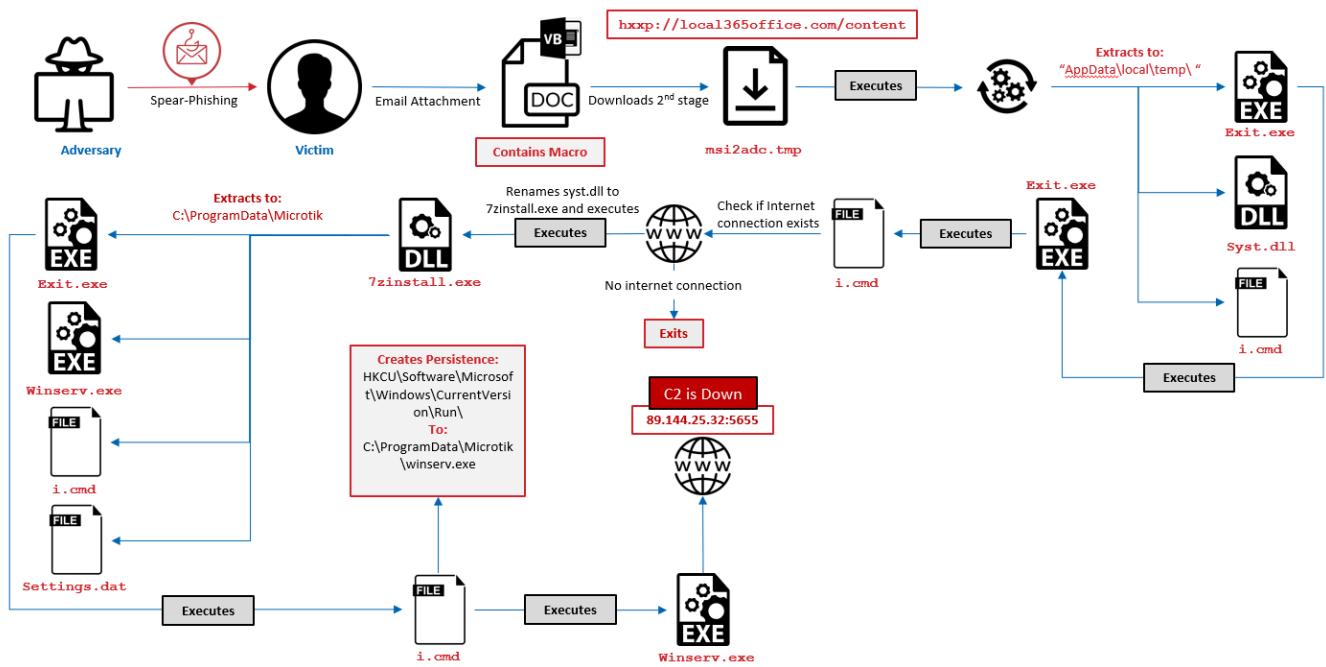 hxxp://local365office.com/content
VB
DOC
Spear-Phishing
Adversary
Victim
Email Attachment
Contains Macro
Downloads 2nd stage
msi2adc.tmp
Executes
Extracts to:
“AppData\local\temp\ “
EXE
Exit.exe
DLL
Syst.dll
FILE
i.cmd
Executes
Exit.exe
EXE
Executes
FILE
i.cmd
Check if Internet
connection exists
WWW
No internet connection
Exits
Renames syst.dll to
7zinstall.exe and executes
Executes
DLL
7zinstall.exe
Extracts to:
C:\ProgramData\Microtik
EXE
Exit.exe
EXE
Winserv.exe
FILE
i.cmd
FILE
Settings.dat
Executes
FILE
i.cmd
Creates Persistence:
HKCU\Software\Microsof
t\Windows\CurrentVersi
on\Run\
To:
C:\ProgramData\Microtik
\winserv.exe
Executes
EXE
Winserv.exe
C2 is Down
89.144.25.32:5655
WWW